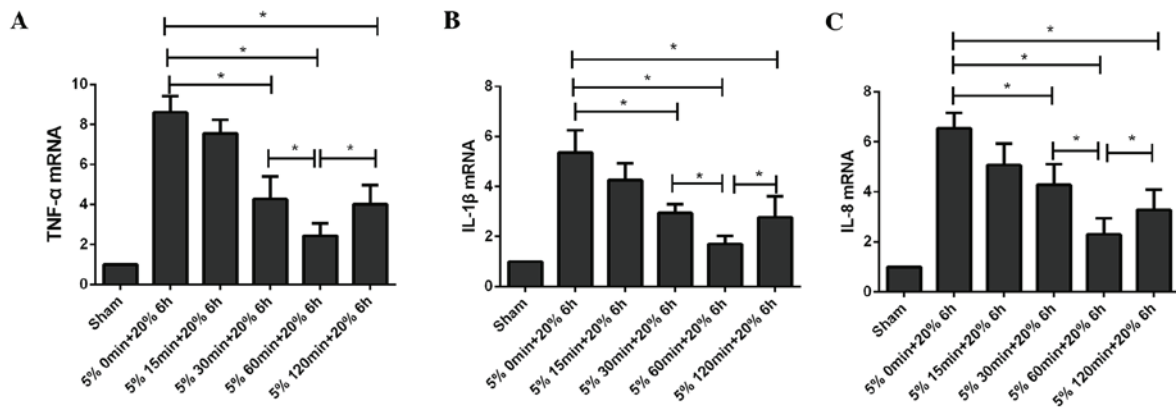 A
TNF-α mRNA
10
8
6
4
2
0
*
*
*
*
*
Sham
5% 0min+20% 6h
5% 15min+20% 6h
5% 30min+20% 6h
5% 60min+20% 6h
5% 120min+20% 6h
B
IL-1β mRNA
8
6
4
2
0
*
*
*
*
*
Sham
5% 0min+20% 6h
5% 15min+20% 6h
5% 30min+20% 6h
5% 60min+20% 6h
5% 120min+20% 6h
C
IL-8 mRNA
8
6
4
2
0
*
*
*
*
*
Sham
5% 0min+20% 6h
5% 15min+20% 6h
5% 30min+20% 6h
5% 60min+20% 6h
5% 120min+20% 6h